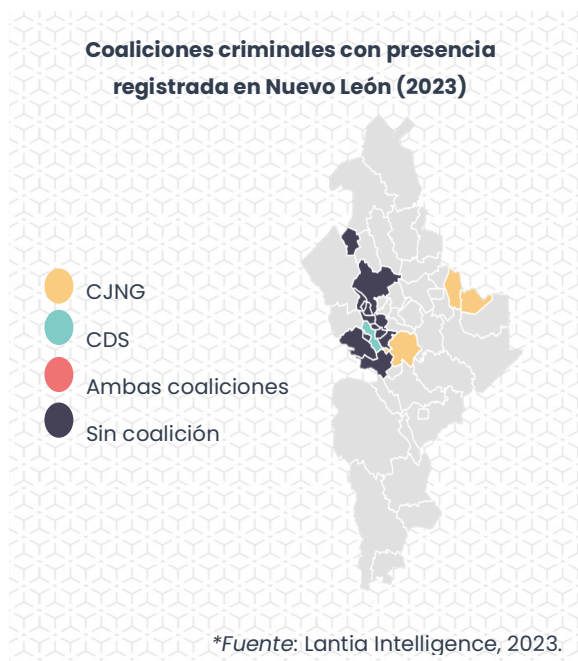 Coaliciones criminales con presencia
registrada en Nuevo León (2023)
CJNG
CDS
Ambas coaliciones
Sin coalición
*Fuente: Lantia Intelligence, 2023.